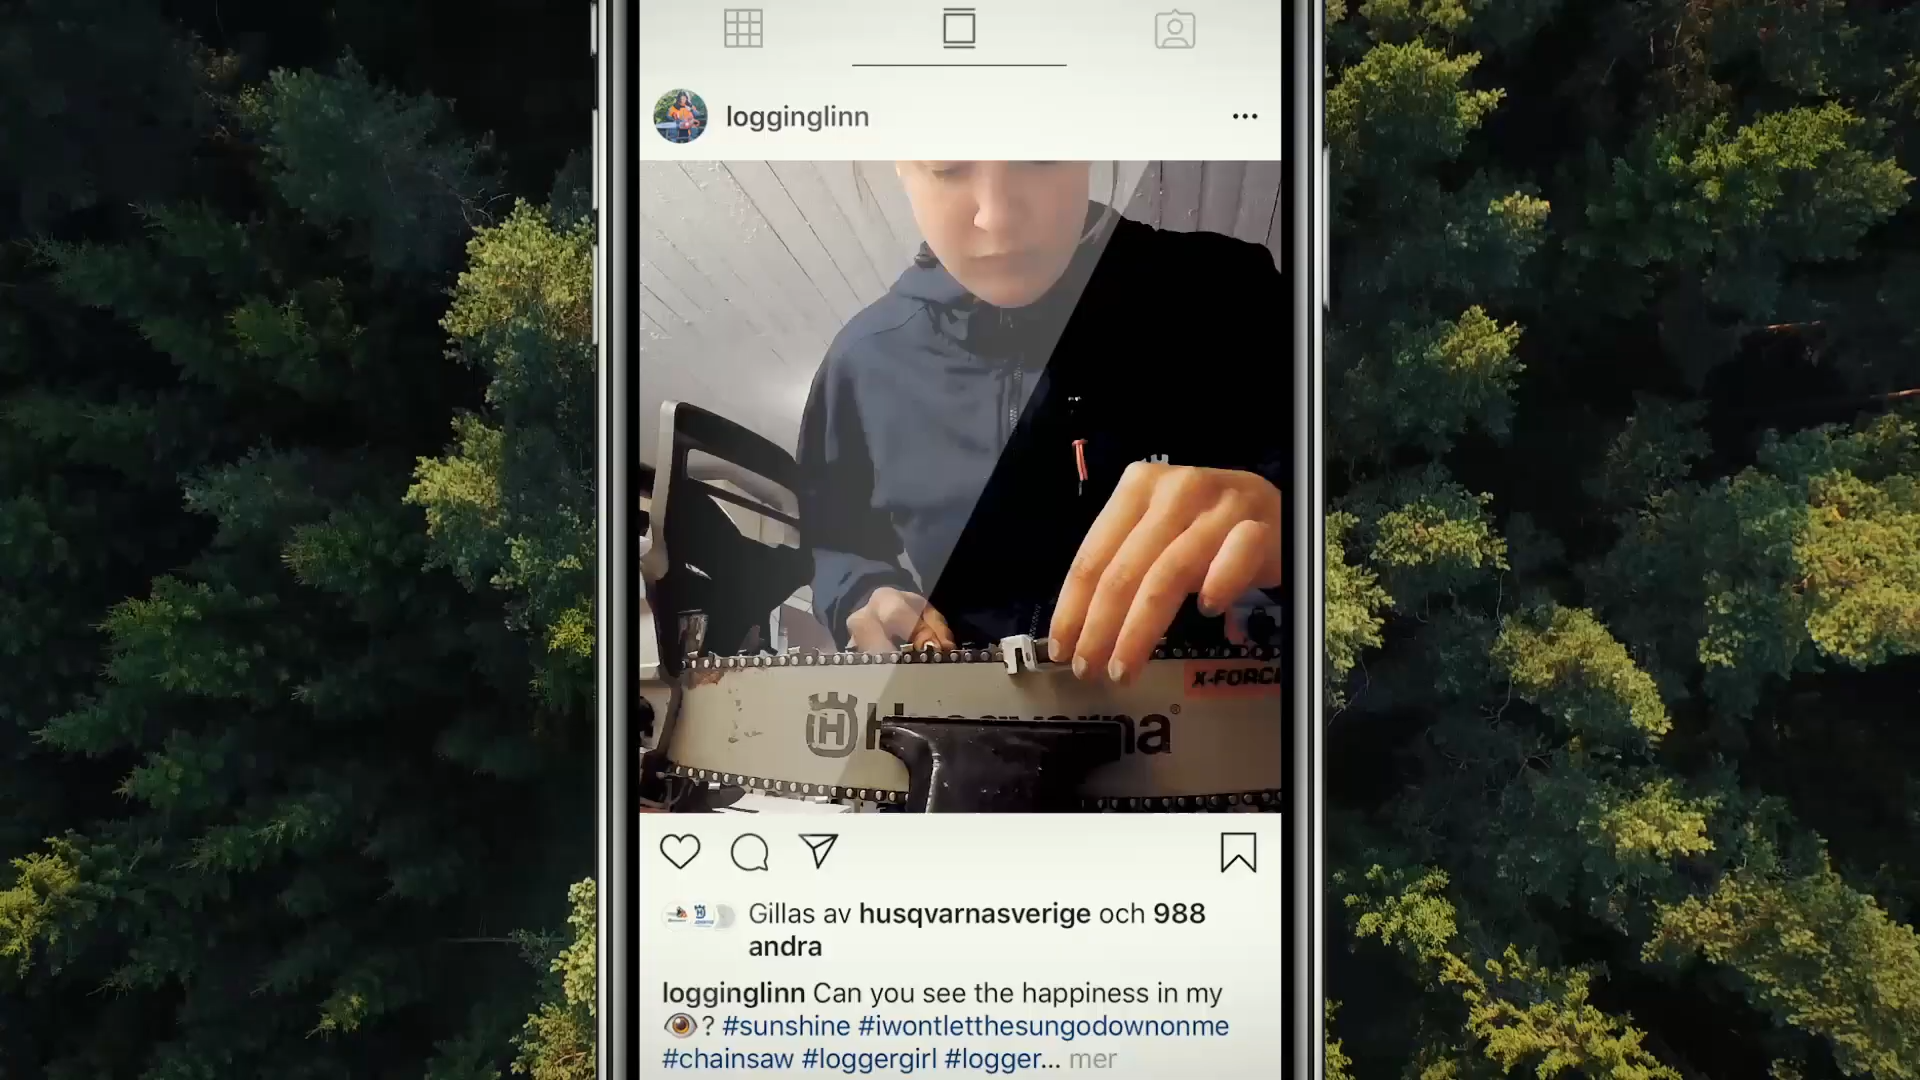 logginglinn
X-FORC
Husqvarna®
Gillas av husqvarnasverige och 988
andra
logginglinn Can you see the happiness in my
👁? #sunshine #iwontletthesungodownonme
#chainsaw #loggergirl #logger... mer